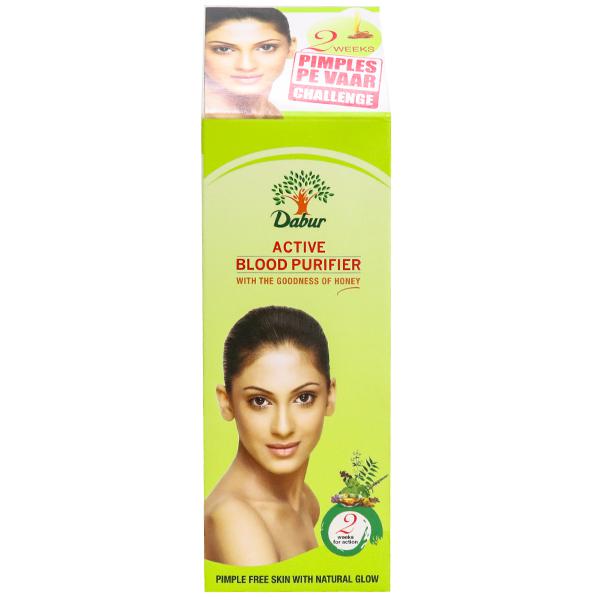 2 WEEKS
PIMPLES
PE VAAR
CHALLENGE
Dabur
ACTIVE
BLOOD PURIFIER
WITH THE GOODNESS OF HONEY
2
weeks
for action
PIMPLE FREE SKIN WITH NATURAL GLOW